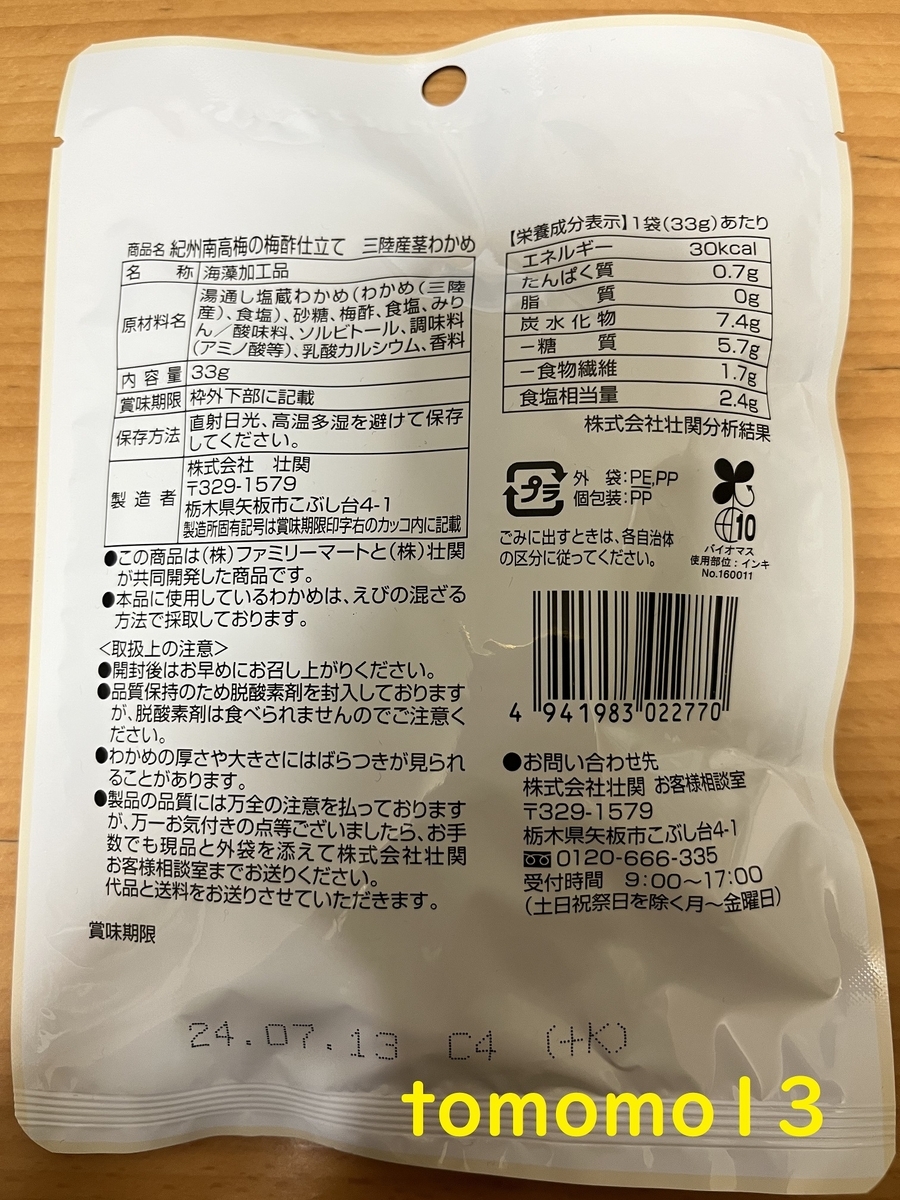 商品名 紀州南高梅の梅酢仕立て 三陸産茎わかめ
名称 海藻加工品
原材料名 湯通し塩蔵わかめ(わかめ(三陸
産)、食塩)、砂糖、梅酢、食塩、みり
ん/酸味料、ソルビトール、調味料
(アミノ酸等)、乳酸カルシウム、香料
内容量 33g
賞味期限 枠外下部に記載
保存方法 直射日光、高温多湿を避けて保存
してください。
製造者 株式会社 壮関
〒329-1579
栃木県矢板市こぶし台4-1
製造所固有記号は賞味期限印字右のカッコ内に記載
●この商品は(株)ファミリーマートと(株)壮関
が共同開発した商品です。
●本品に使用しているわかめは、えびの混ざる
方法で採取しております。
<取扱上の注意>
●開封後はお早めにお召し上がりください。
●品質保持のため脱酸素剤を封入しております
が、脱酸素剤は食べられませんのでご注意く
ださい。
●わかめの厚さや大きさにはばらつきが見られ
ることがあります。
●製品の品質には万全の注意を払っております
が、万一お気付きの点等ございましたら、お手
数でも現品と外袋を添えて株式会社壮関
お客様相談室までお送りください。
代品と送料をお送りさせていただきます。
賞味期限
24.07.13 C4 (+K)
【栄養成分表示】1袋(33g)あたり
エネルギー 30kcal
たんぱく質 0.7g
脂質 0g
炭水化物 7.4g
－糖質 5.7g
－食物繊維 1.7g
食塩相当量 2.4g
株式会社壮関分析結果
プラ
外袋:PE,PP
個包装:PP
ごみに出すときは、各自治体
の区分に従ってください。
10
バイオマス
使用部位:インキ
No.160011
4 941983 022770
●お問い合わせ先
株式会社壮関 お客様相談室
〒329-1579
栃木県矢板市こぶし台4-1
0120-666-335
受付時間 9:00～17:00
(土日祝祭日を除く月～金曜日)
tomomo13